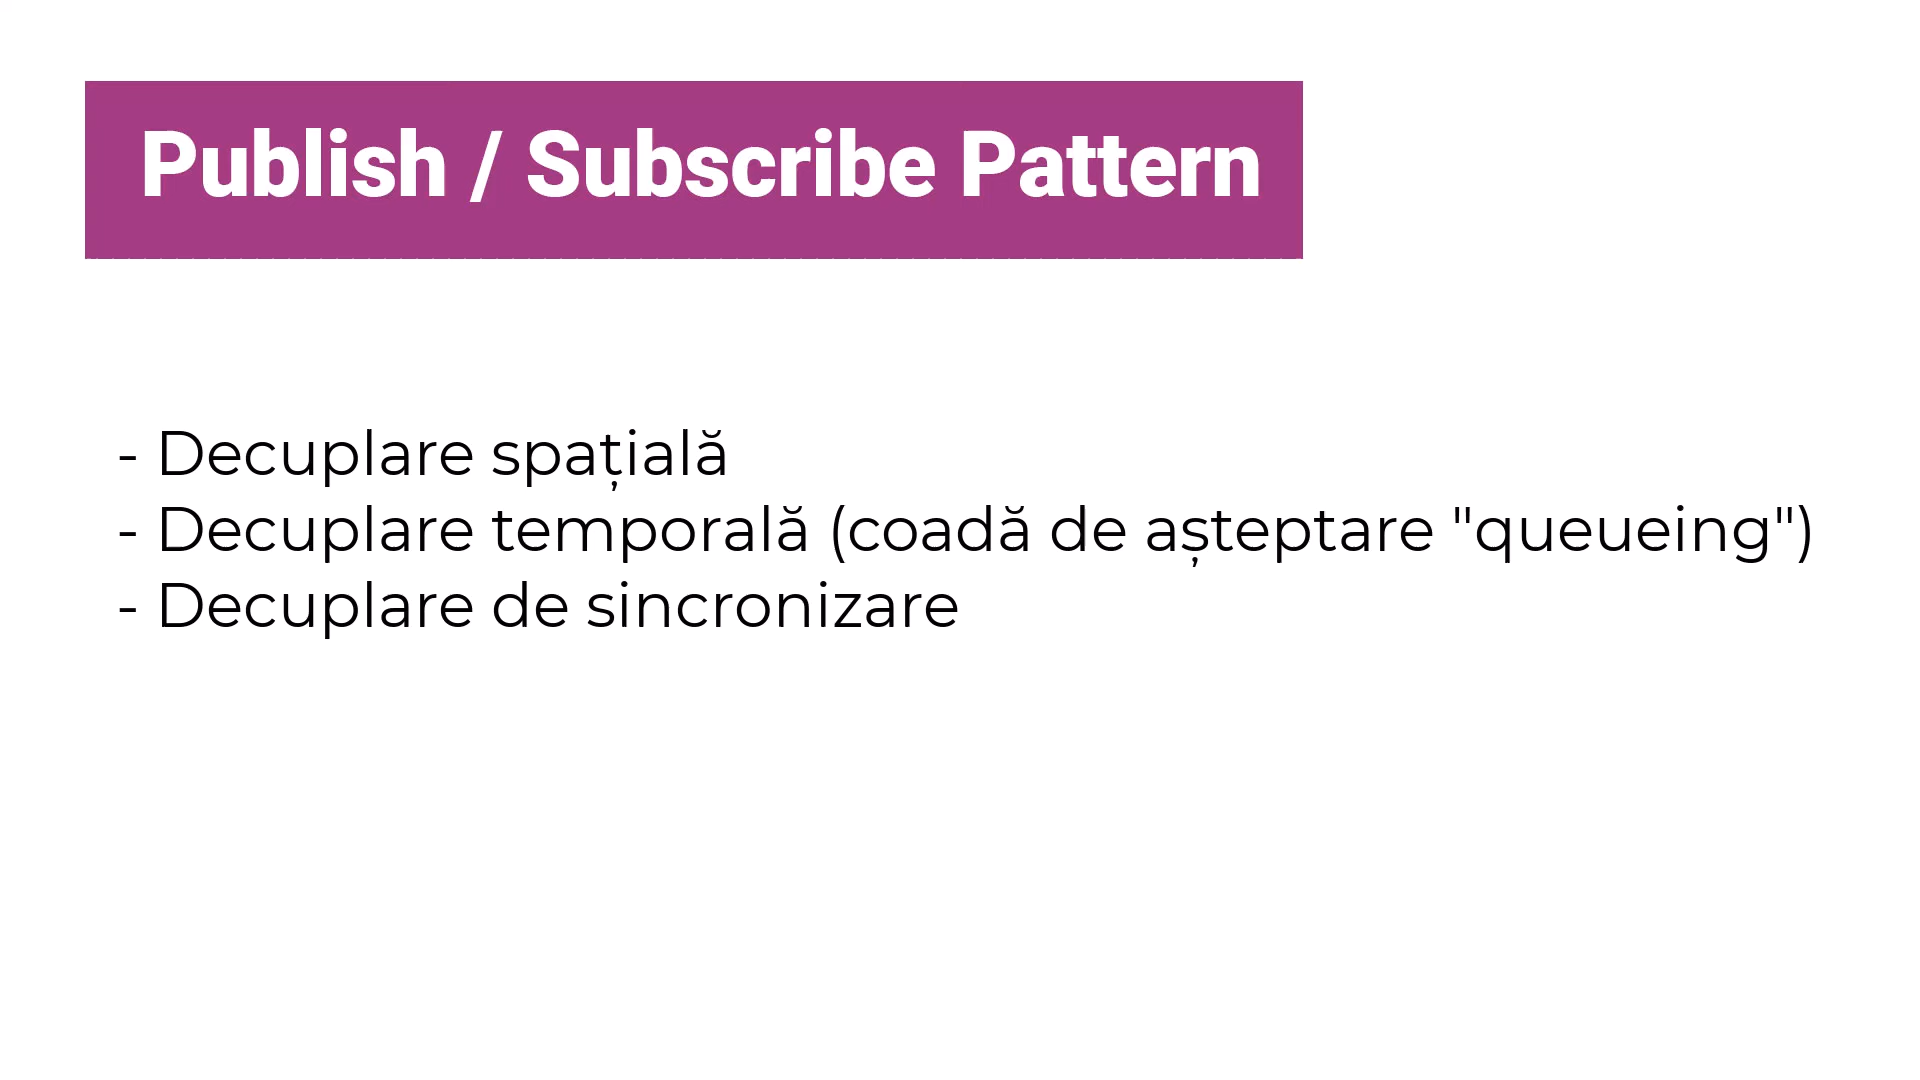 Publish / Subscribe Pattern
- Decuplare spațială
- Decuplare temporală (coadă de așteptare "queueing")
- Decuplare de sincronizare